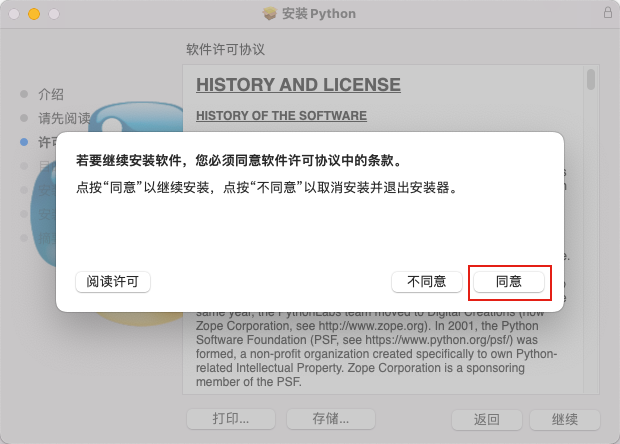 安装 Python
软件许可协议
介绍
请先阅读
许可
HISTORY AND LICENSE
HISTORY OF THE SOFTWARE
若要继续安装软件，您必须同意软件许可协议中的条款。
点按“同意”以继续安装，点按“不同意”以取消安装并退出安装器。
阅读许可
不同意
同意
same year, the PythonLabs team moved to Digital Creations (now
Zope Corporation, see http://www.zope.org). In 2001, the Python
Software Foundation (PSF, see https://www.python.org/psf/) was
formed, a non-profit organization created specifically to own Python-
related Intellectual Property. Zope Corporation is a sponsoring
member of the PSF.
打印...
存储...
返回
继续